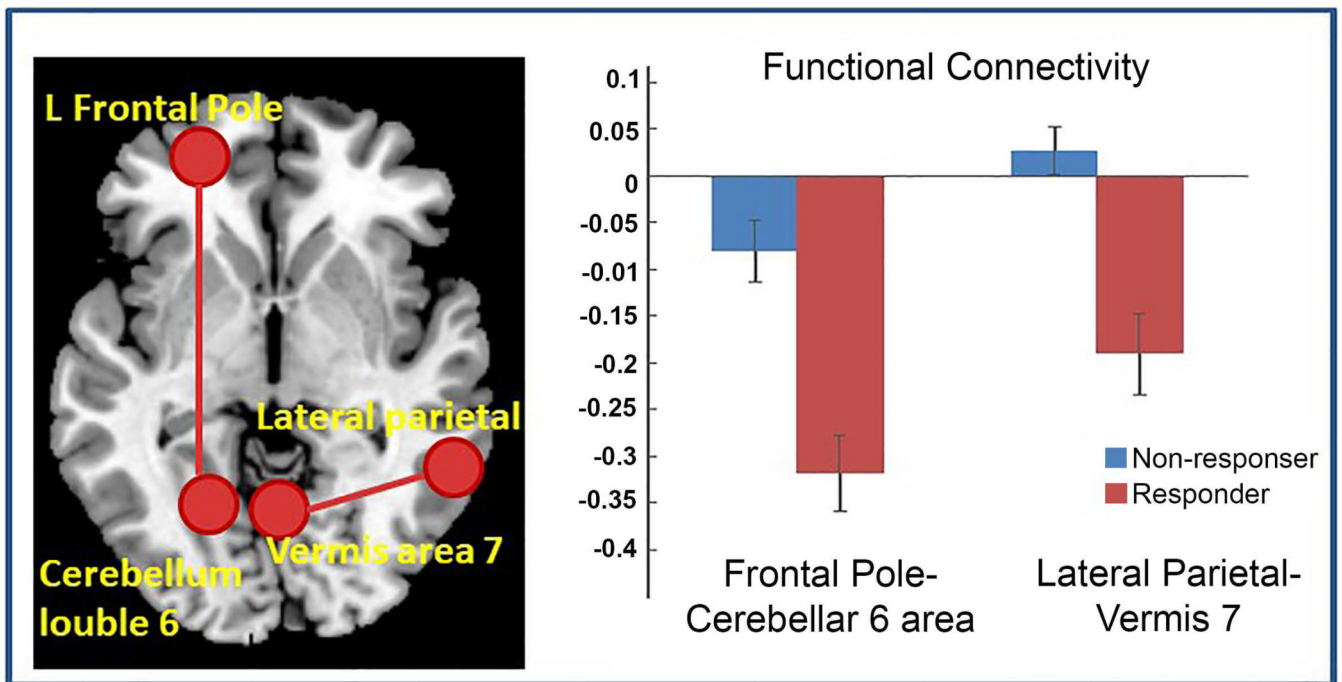 L Frontal Pole
Lateral parietal
Vermis area 7
Cerebellum
louble 6
Functional Connectivity
0.1
0.05
0
-0.05
-0.01
-0.15
-0.2
-0.25
-0.3
-0.35
-0.4
Non-responser
Responder
Frontal Pole-
Cerebellar 6 area
Lateral Parietal-
Vermis 7